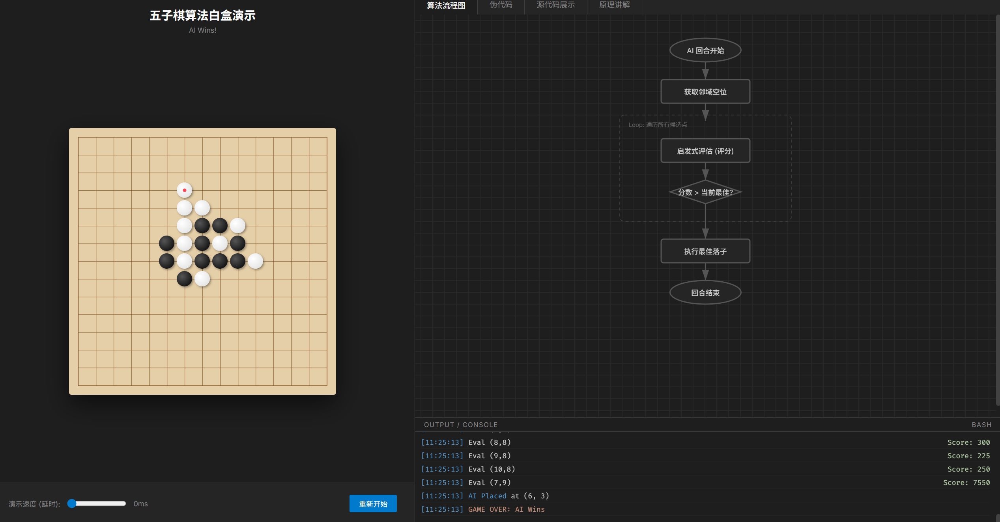 五子棋算法白盒演示
AI Wins!
演示速度 (延时):
0ms
重新开始
算法流程图
伪代码
源代码展示
原理讲解
AI 回合开始
获取邻域空位
Loop: 遍历所有候选点
启发式评估 (评分)
分数 > 当前最佳?
执行最佳落子
回合结束
OUTPUT / CONSOLE BASH
[11:25:13] Eval (8,8) Score: 300
[11:25:13] Eval (9,8) Score: 225
[11:25:13] Eval (10,8) Score: 250
[11:25:13] Eval (7,9) Score: 7550
[11:25:13] AI Placed at (6, 3)
[11:25:13] GAME OVER: AI Wins